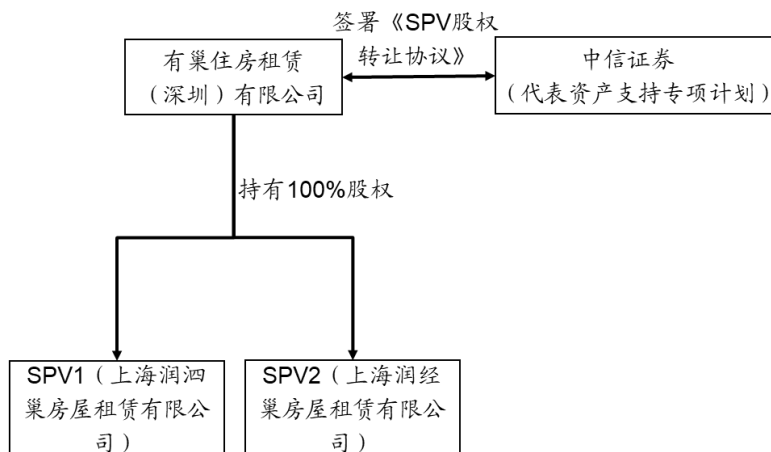 签署《SPV股权
转让协议》
有巢住房租赁
（深圳）有限公司
中信证券
（代表资产支持专项计划）
持有100%股权
SPV1（上海润泗
巢房屋租赁有限公
司）
SPV2（上海润经
巢房屋租赁有限公
司）